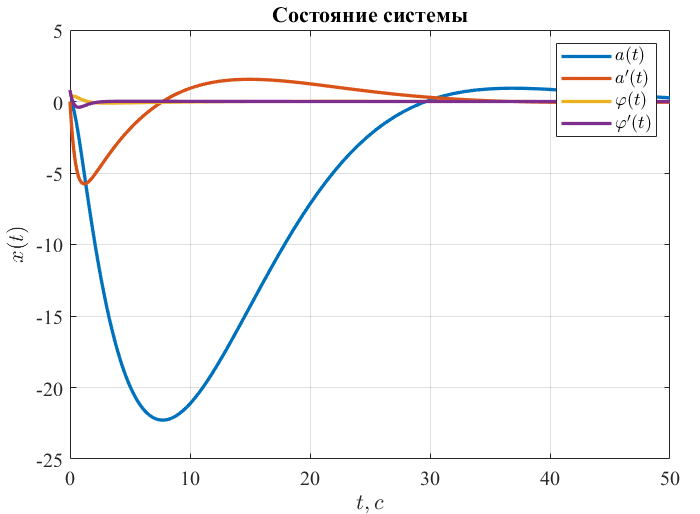 Состояние системы
5
0
-5
-10
-15
-20
-25
x(t)
0 10 20 30 40 50
t, c
a(t)
a′(t)
φ(t)
φ′(t)